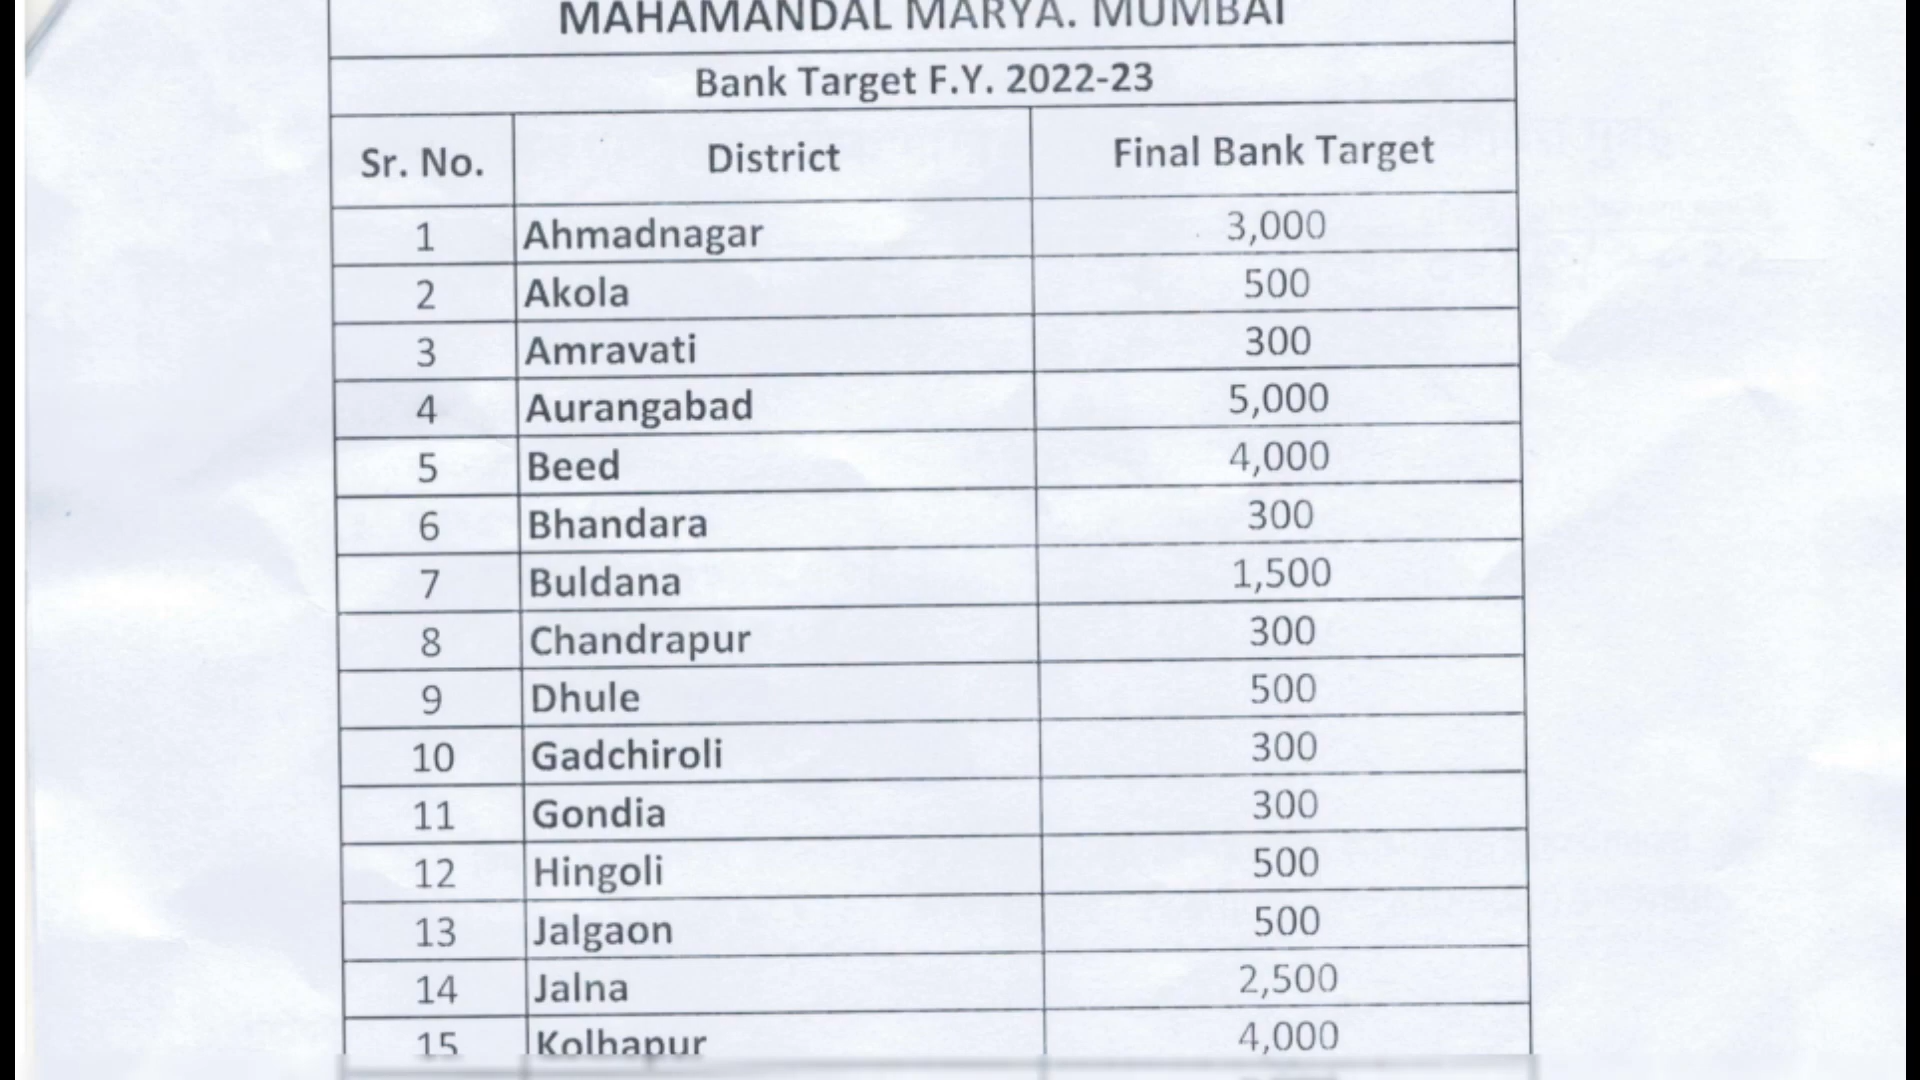 MAHAMANDAL MARYA. MUMBAI
Bank Target F.Y. 2022-23
Sr. No. District Final Bank Target
1 Ahmadnagar 3,000
2 Akola 500
3 Amravati 300
4 Aurangabad 5,000
5 Beed 4,000
6 Bhandara 300
7 Buldana 1,500
8 Chandrapur 300
9 Dhule 500
10 Gadchiroli 300
11 Gondia 300
12 Hingoli 500
13 Jalgaon 500
14 Jalna 2,500
15 Kolhapur 4,000